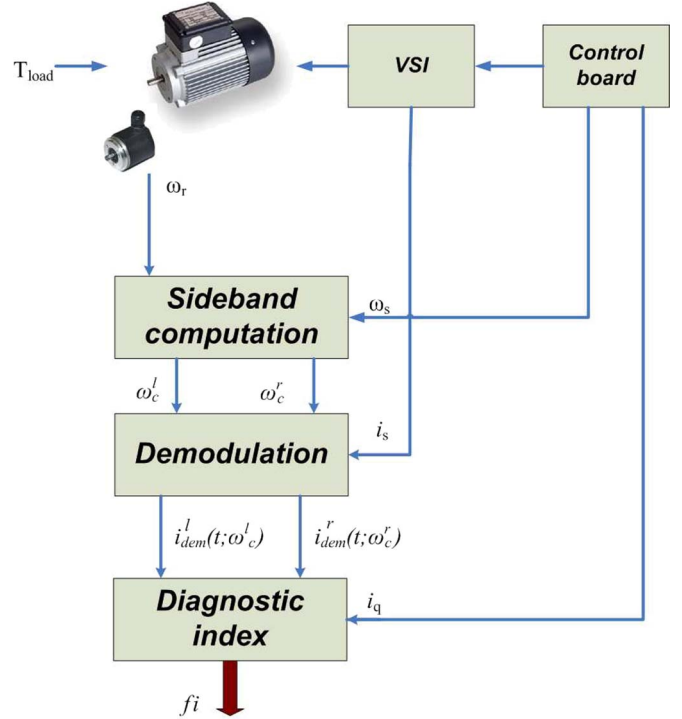 T_load
VSI
Control
board
ω_r
Sideband
computation
ω_s
ω_c^l
ω_c^r
Demodulation
i_s
i_dem^l(t;ω_c^l)
i_dem^r(t;ω_c^r)
Diagnostic
index
i_q
fi